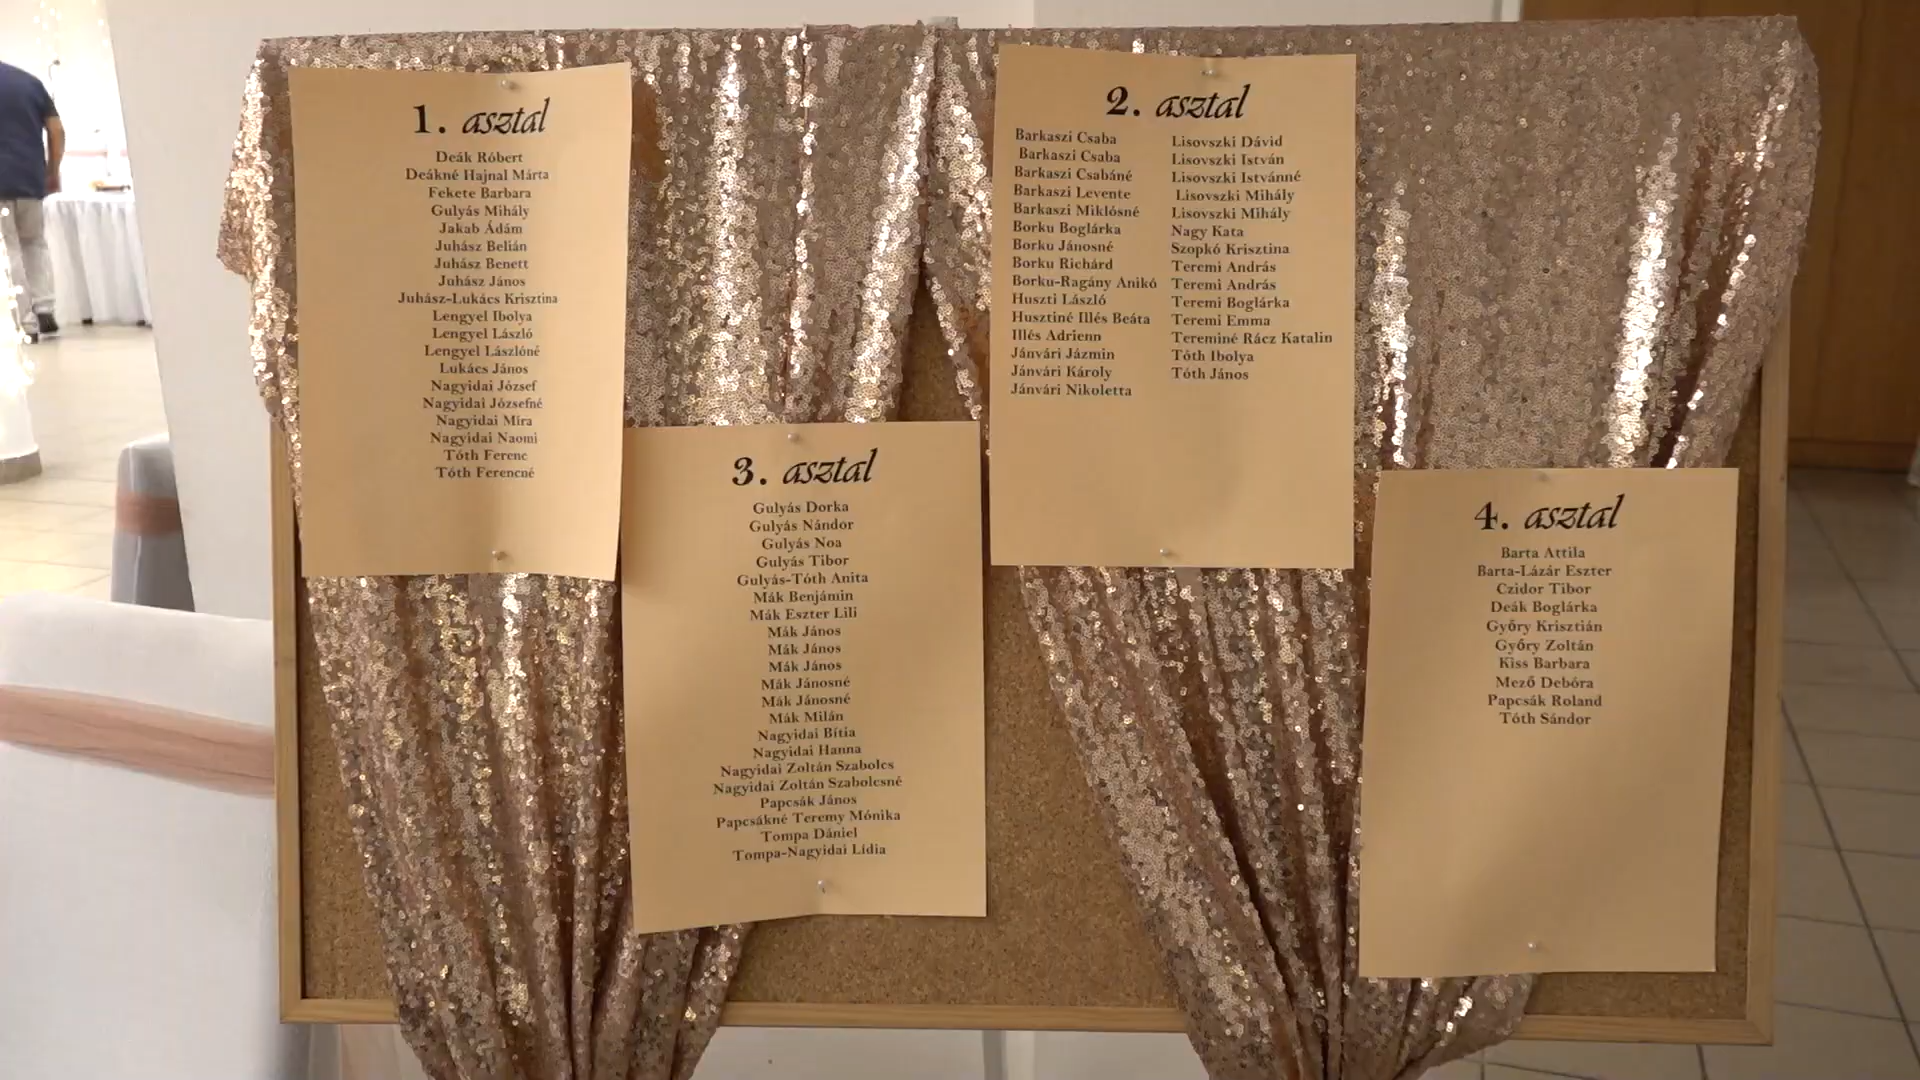 1. asztal
Deák Róbert
Deákné Hajnal Márta
Fekete Barbara
Gulyás Mihály
Jakab Ádám
Juhász Belián
Juhász Benett
Juhász János
Juhász-Lukács Krisztina
Lengyel Ibolya
Lengyel László
Lengyel Lászlóné
Lukács János
Nagyidai József
Nagyidai Józsefné
Nagyidai Míra
Nagyidai Naomi
Tóth Ferenc
Tóth Ferencné
2. asztal
Barkaszi Csaba
Barkaszi Csaba
Barkaszi Csabáné
Barkaszi Levente
Barkaszi Miklósné
Borku Boglárka
Borku Jánosné
Borku Richárd
Borku-Ragány Anikó
Huszti László
Husztiné Illés Beáta
Illés Adrienn
Jánvári Jázmin
Jánvári Károly
Jánvári Nikoletta
Lisovszki Dávid
Lisovszki István
Lisovszki Istvánné
Lisovszki Mihály
Lisovszki Mihály
Nagy Kata
Szopkó Krisztina
Teremi András
Teremi András
Teremi Boglárka
Teremi Emma
Tereminé Rácz Katalin
Tóth Ibolya
Tóth János
3. asztal
Gulyás Dorka
Gulyás Nándor
Gulyás Noa
Gulyás Tibor
Gulyás-Tóth Anita
Mák Benjámin
Mák Eszter Lili
Mák János
Mák János
Mák János
Mák Jánosné
Mák Jánosné
Mák Milán
Nagyidai Bítia
Nagyidai Hanna
Nagyidai Zoltán Szabolcs
Nagyidai Zoltán Szabolcsné
Papcsák János
Papcsákné Teremy Mónika
Tompa Dániel
Tompa-Nagyidai Lídia
4. asztal
Barta Attila
Barta-Lázár Eszter
Czidor Tibor
Deák Boglárka
Győry Krisztián
Győry Zoltán
Kiss Barbara
Mező Debóra
Papcsák Roland
Tóth Sándor